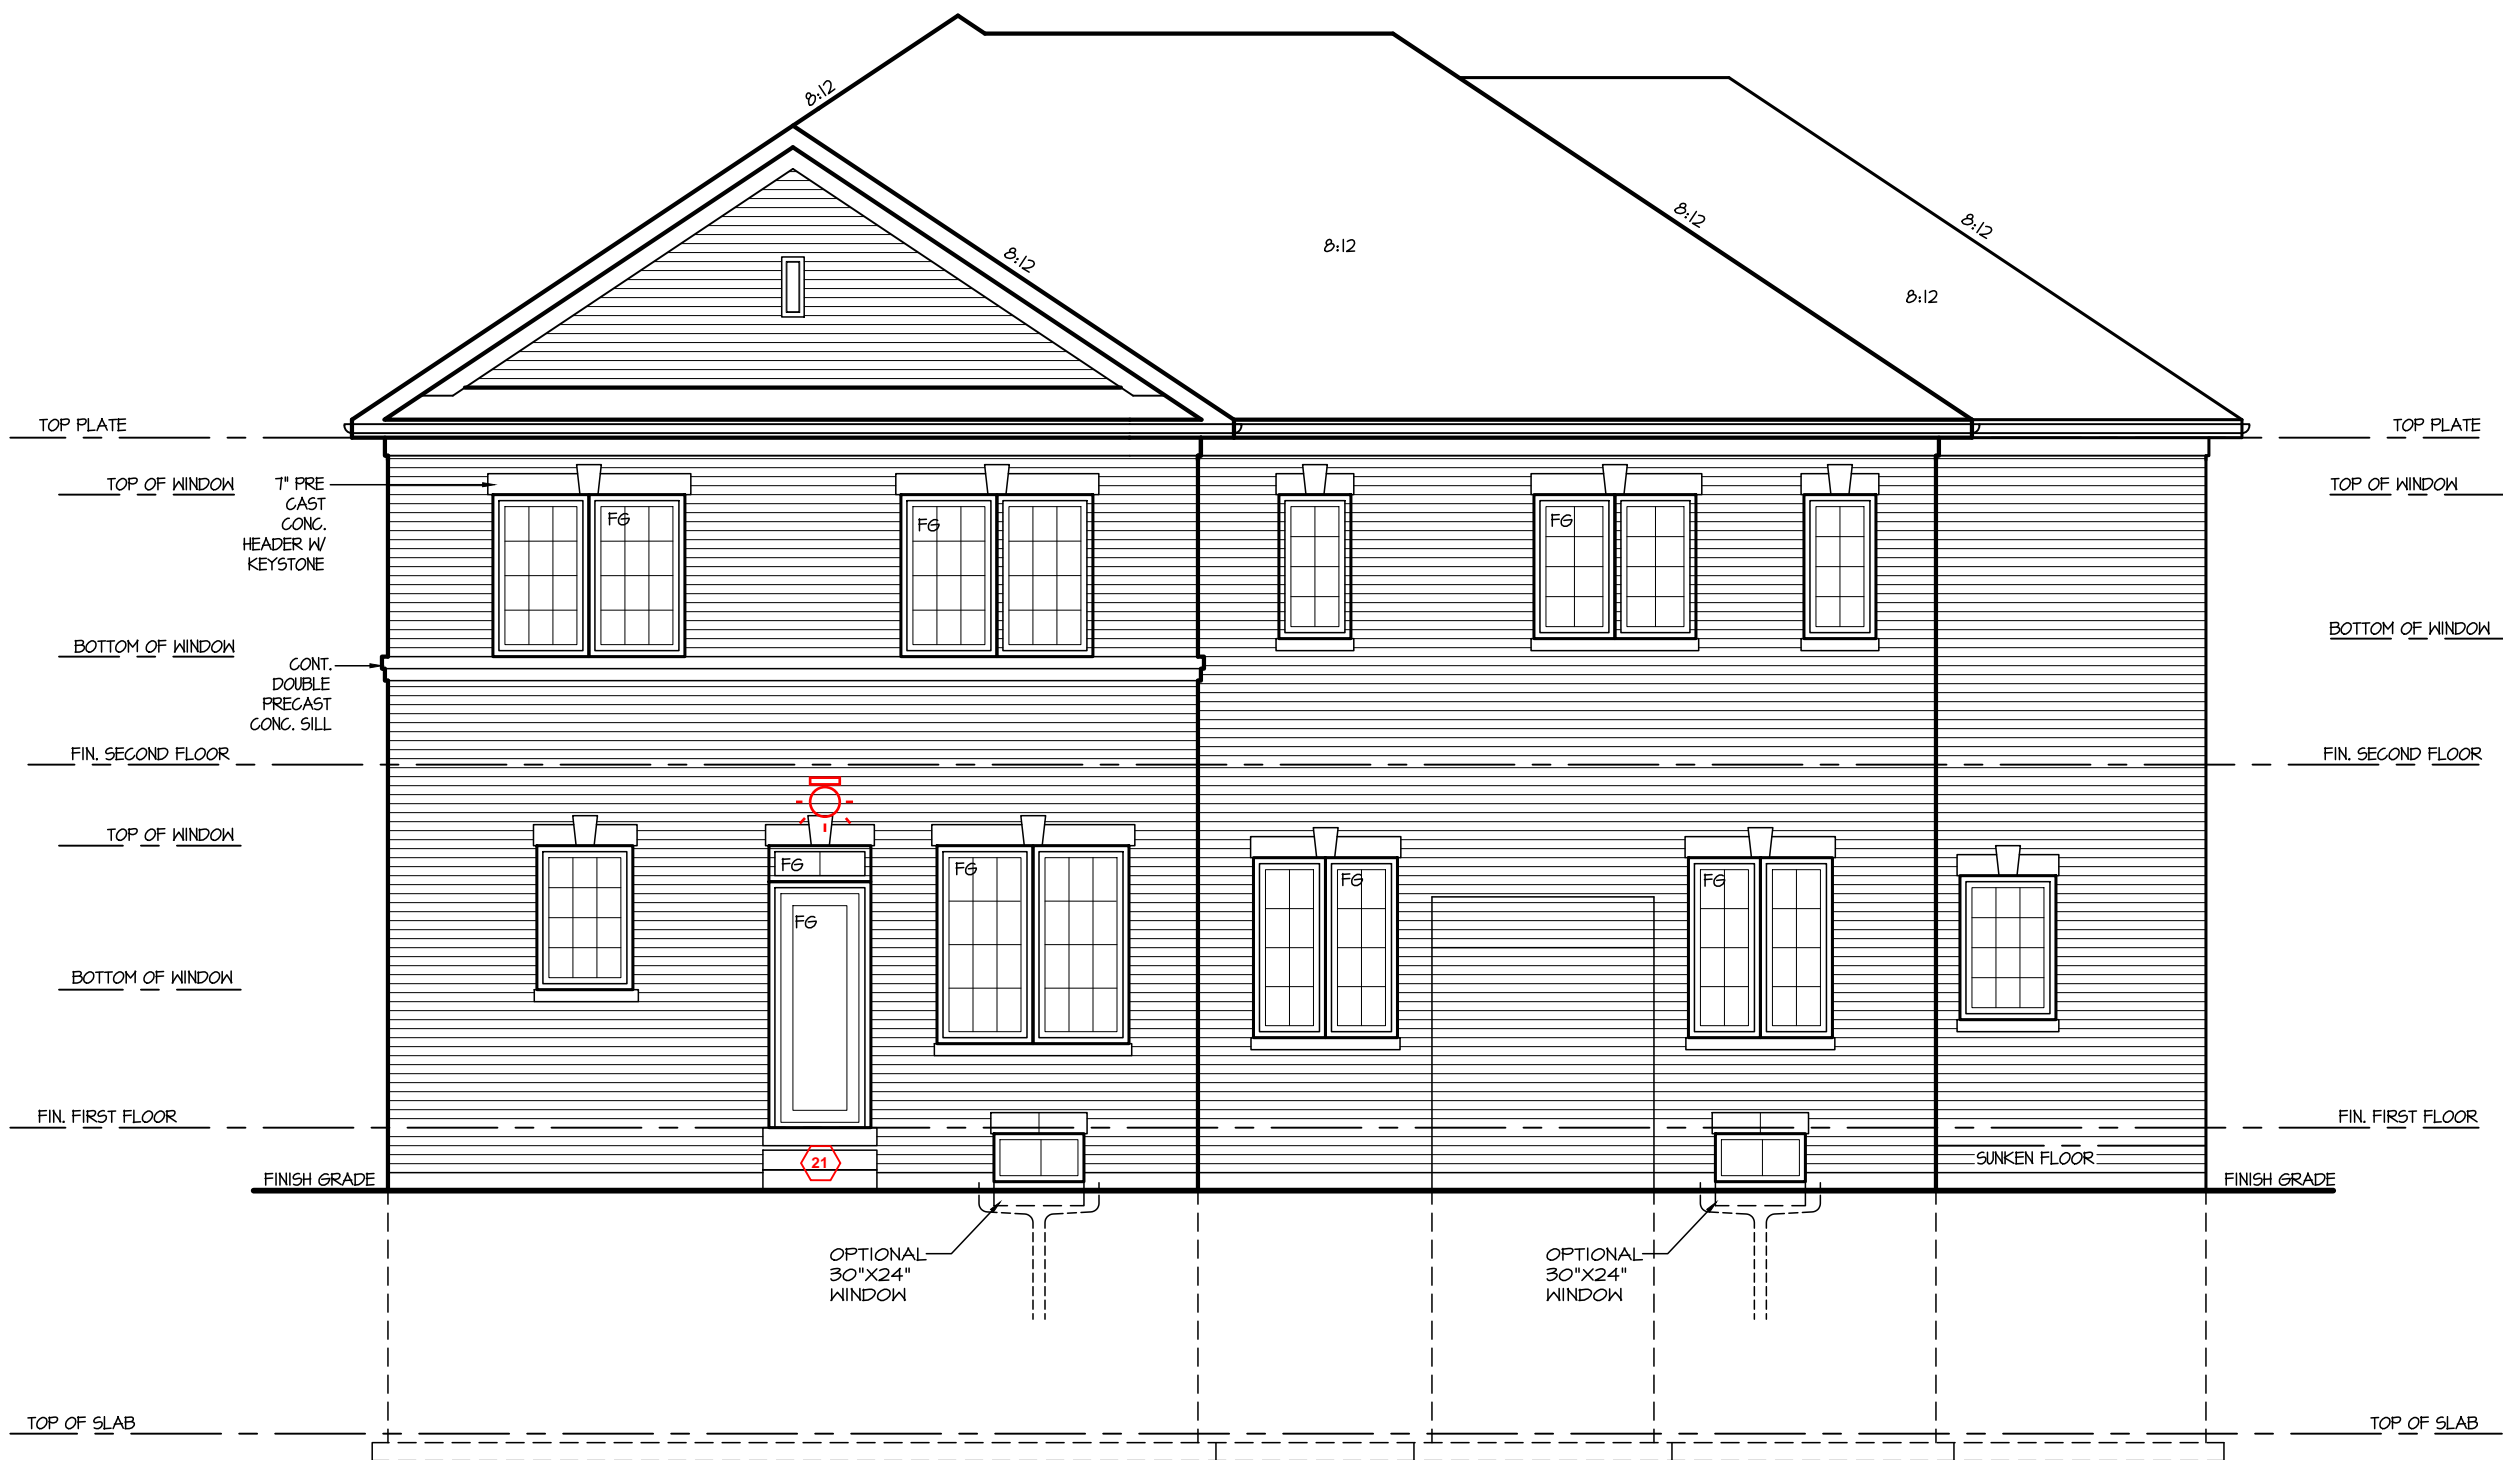 8:12
8:12
8:12
8:12
8:12
8:12
TOP PLATE
TOP PLATE
TOP OF WINDOW
7" PRE
CAST
CONC.
HEADER W/
KEYSTONE
TOP OF WINDOW
FG
FG
FG
BOTTOM OF WINDOW
BOTTOM OF WINDOW
CONT.
DOUBLE
PRECAST
CONC. SILL
FIN. SECOND FLOOR
FIN. SECOND FLOOR
TOP OF WINDOW
FG
FG
FG
FG
FG
BOTTOM OF WINDOW
FIN. FIRST FLOOR
FIN. FIRST FLOOR
21
SUNKEN FLOOR
FINISH GRADE
FINISH GRADE
OPTIONAL
30"X24"
WINDOW
OPTIONAL
30"X24"
WINDOW
TOP OF SLAB
TOP OF SLAB